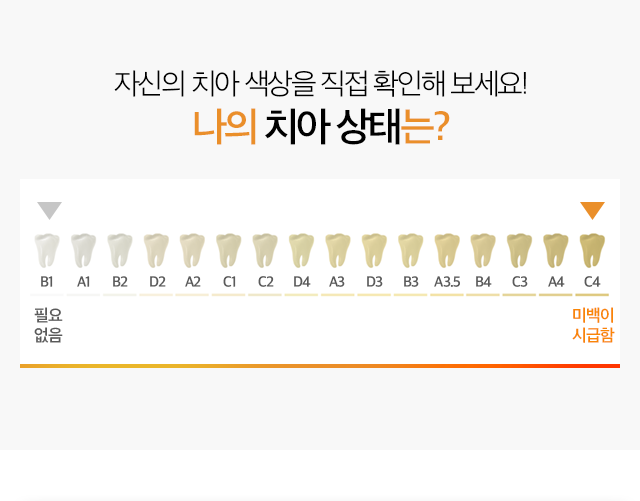 자신의 치아 색상을 직접 확인해 보세요!
나의 치아 상태는?
B1 A1 B2 D2 A2 C1 C2 D4 A3 D3 B3 A3.5 B4 C3 A4 C4
필요 미백이
없음 시급함